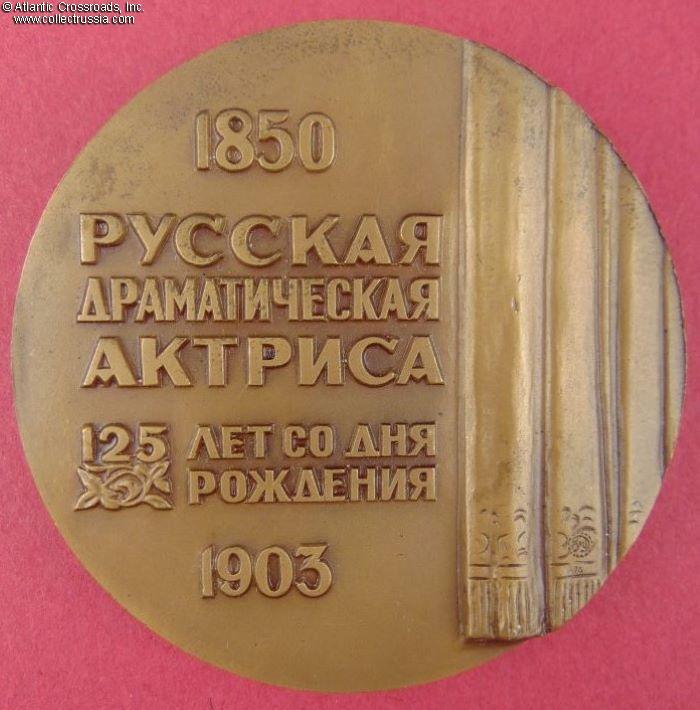 © Atlantic Crossroads, Inc.
www.collectrussia.com
1850
РУССКАЯ
ДРАМАТИЧЕСКАЯ
АКТРИСА
125 ЛЕТ СО ДНЯ
РОЖДЕНИЯ
1903